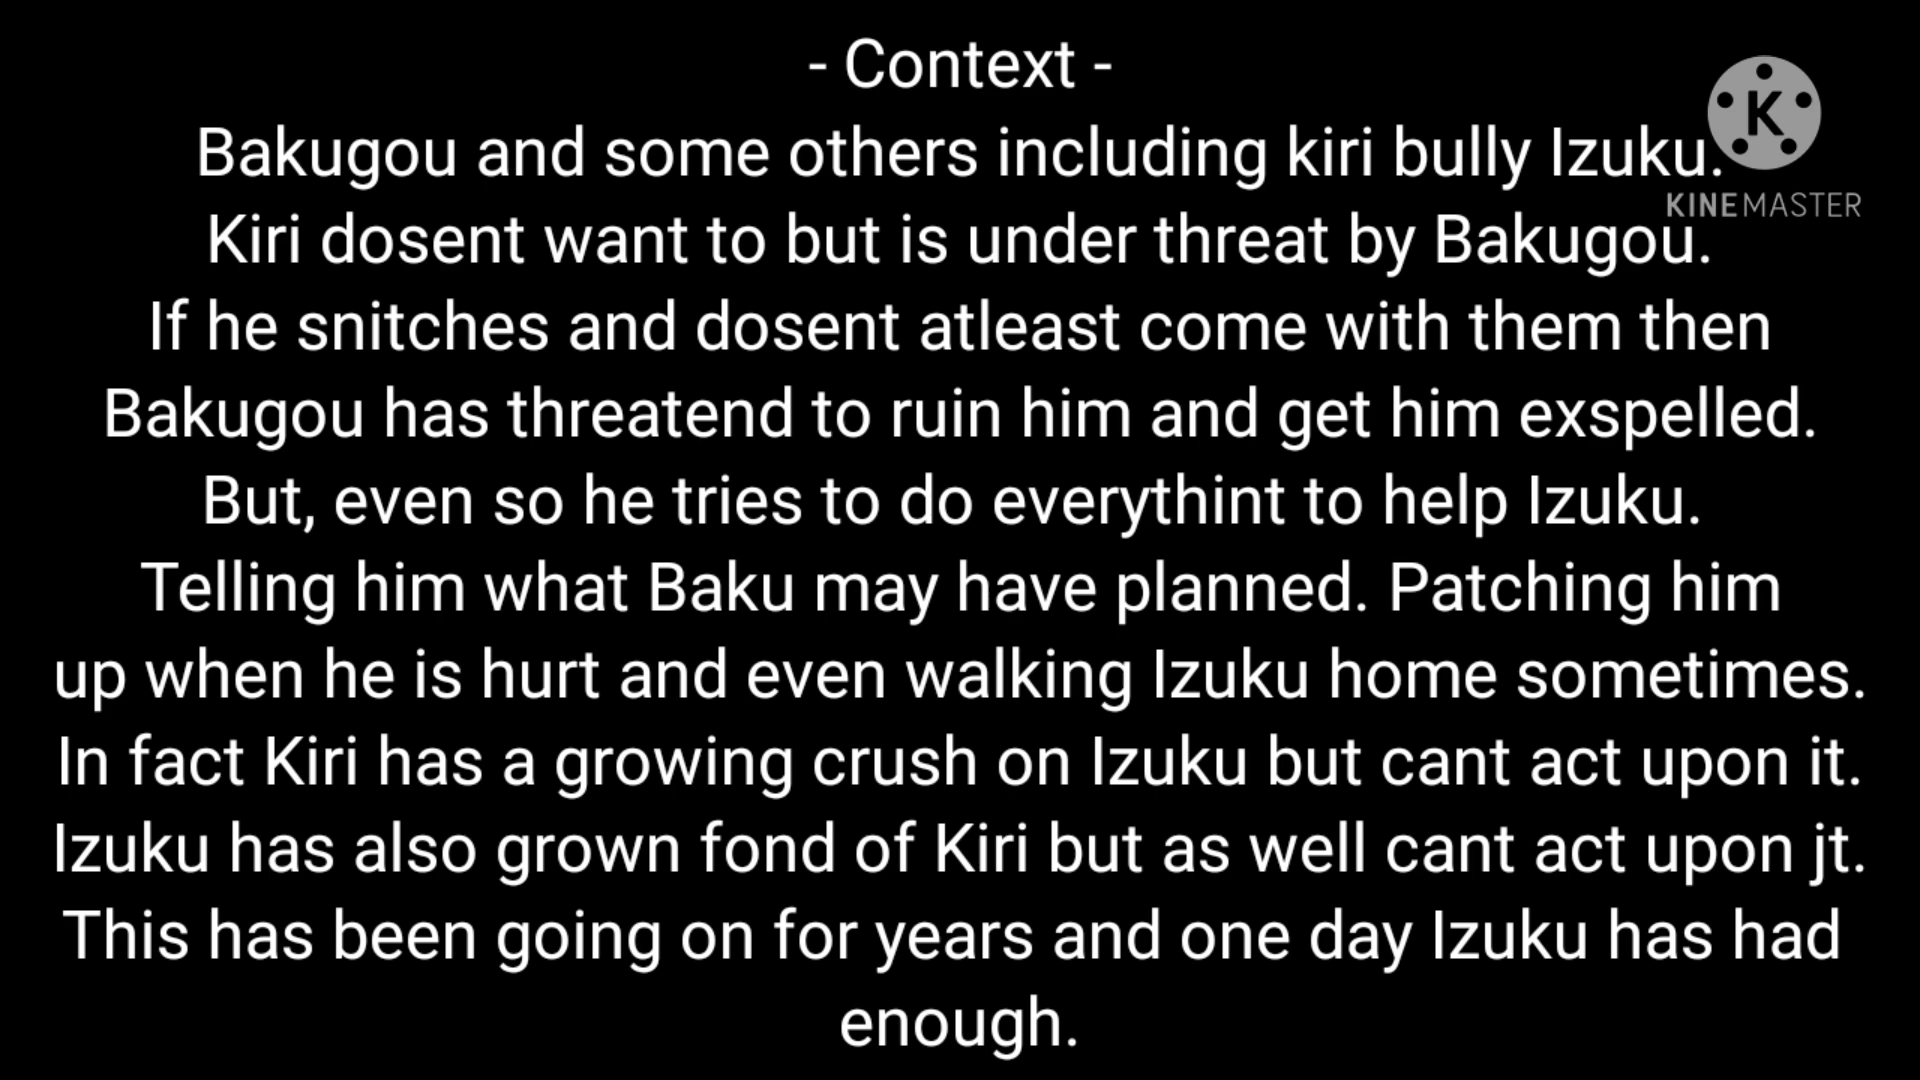 - Context -
Bakugou and some others including kiri bully Izuku.
K
KINEMASTER
Kiri dosent want to but is under threat by Bakugou.
If he snitches and dosent atleast come with them then
Bakugou has threatend to ruin him and get him exspelled.
But, even so he tries to do everythint to help Izuku.
Telling him what Baku may have planned. Patching him
up when he is hurt and even walking Izuku home sometimes.
In fact Kiri has a growing crush on Izuku but cant act upon it.
Izuku has also grown fond of Kiri but as well cant act upon jt.
This has been going on for years and one day Izuku has had
enough.